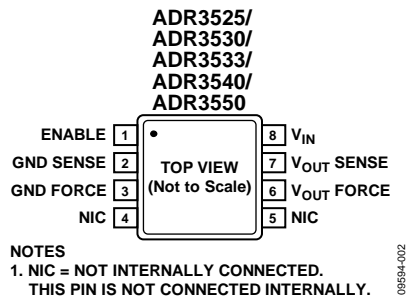 ADR3525/
ADR3530/
ADR3533/
ADR3540/
ADR3550
ENABLE 1
GND SENSE 2
GND FORCE 3
NIC 4
TOP VIEW
(Not to Scale)
8 VIN
7 VOUT SENSE
6 VOUT FORCE
5 NIC
NOTES
1. NIC = NOT INTERNALLY CONNECTED.
THIS PIN IS NOT CONNECTED INTERNALLY.
09594-002